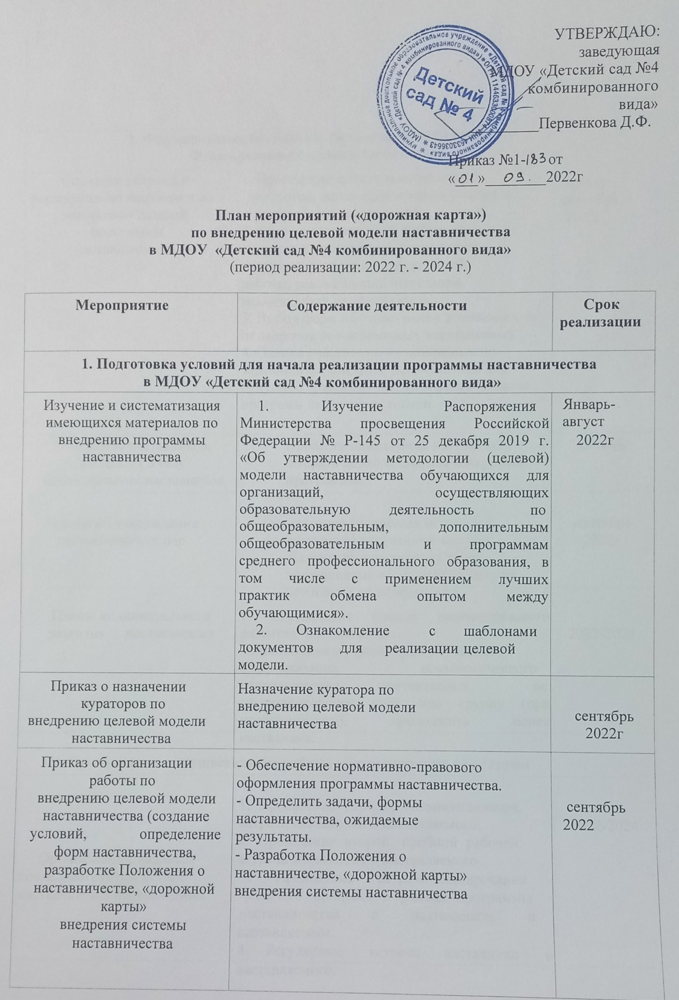 УТВЕРЖДАЮ:
заведующая
МДОУ «Детский сад №4
комбинированного
вида»
Первенкова Д.Ф.
Детский
сад № 4
Приказ №1-183 от
«01» 09. 2022г
План мероприятий («дорожная карта»)
по внедрению целевой модели наставничества
в МДОУ «Детский сад №4 комбинированного вида»
(период реализации: 2022 г. - 2024 г.)
Мероприятие
Содержание деятельности
Срок
реализации
1. Подготовка условий для начала реализации программы наставничества
в МДОУ «Детский сад №4 комбинированного вида»
Изучение и систематизация
имеющихся материалов по
внедрению программы
наставничества
1. Изучение Распоряжения
Министерства просвещения Российской
Федерации № Р-145 от 25 декабря 2019 г.
«Об утверждении методологии (целевой)
модели наставничества обучающихся для
организаций, осуществляющих
образовательную деятельность по
общеобразовательным, дополнительным
общеобразовательным и программам
среднего профессионального образования, в
том числе с применением лучших
практик обмена опытом между
обучающимися».
2. Ознакомление с шаблонами
документов для реализации целевой
модели.
Январь-
август
2022г
Приказ о назначении
кураторов по
внедрению целевой модели
наставничества
Назначение куратора по
внедрению целевой модели
наставничества
сентябрь
2022г
Приказ об организации
работы по
внедрению целевой модели
наставничества (создание
условий, определение
форм наставничества,
разработке Положения о
наставничестве, «дорожной
карты»
внедрения системы
наставничества
- Обеспечение нормативно-правового
оформления программы наставничества.
- Определить задачи, формы
наставничества, ожидаемые
результаты.
- Разработка Положения о
наставничестве, «дорожной карты»
внедрения системы наставничества
сентябрь
2022